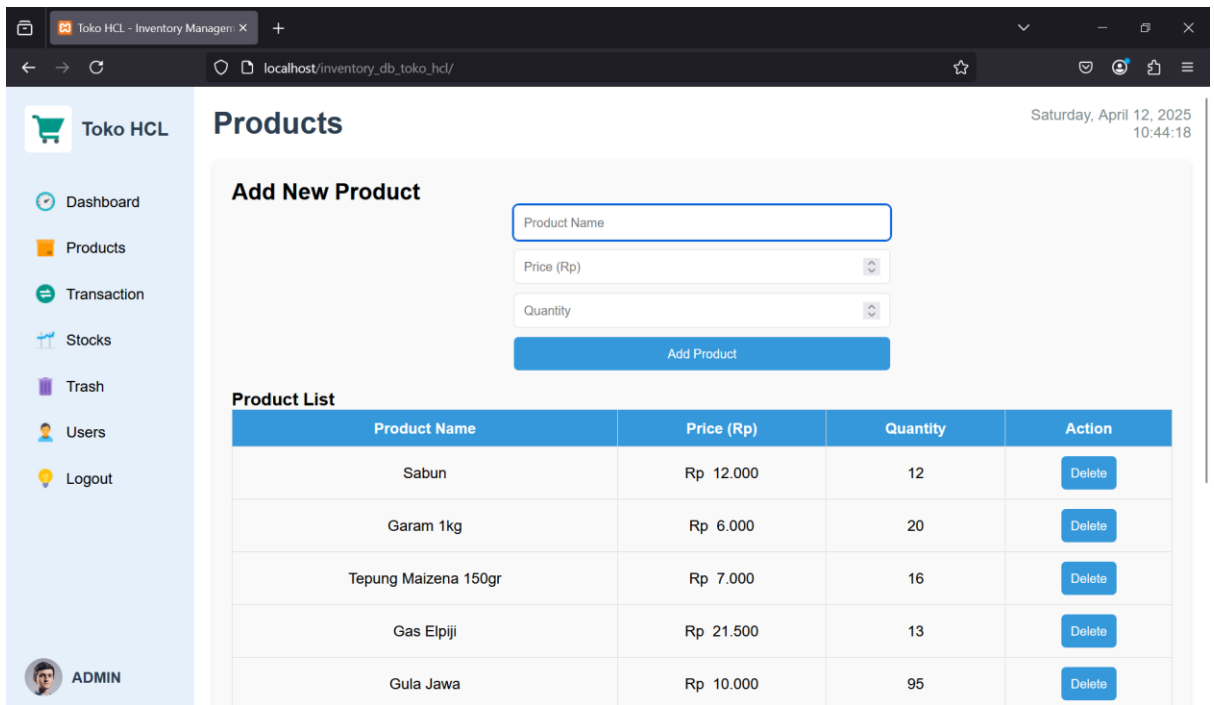 Toko HCL - Inventory Managem
localhost/inventory_db_toko_hcl/
Toko HCL
Dashboard
Products
Transaction
Stocks
Trash
Users
Logout
ADMIN
Products
Saturday, April 12, 2025
10:44:18
Add New Product
Product Name
Price (Rp)
Quantity
Add Product
Product List
Product Name Price (Rp) Quantity Action
Sabun Rp 12.000 12 Delete
Garam 1kg Rp 6.000 20 Delete
Tepung Maizena 150gr Rp 7.000 16 Delete
Gas Elpiji Rp 21.500 13 Delete
Gula Jawa Rp 10.000 95 Delete